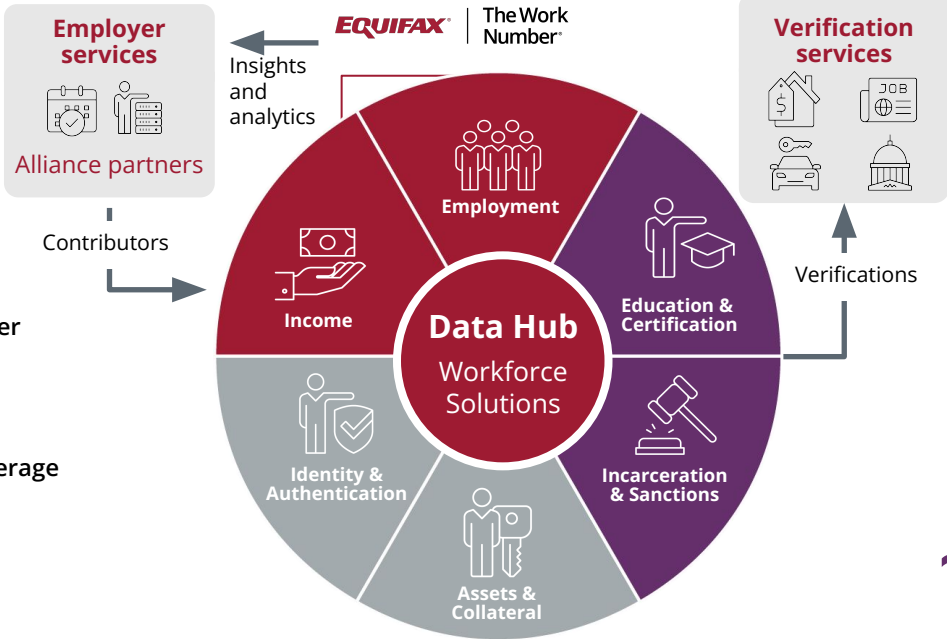 Employer
services
Alliance partners
EQUIFAX® | The Work
Number®
Insights
and
analytics
Verification
services
JOB
$
Contributors
Verifications
Employment
Income
Education &
Certification
Data Hub
Workforce
Solutions
Identity &
Authentication
Incarceration
& Sanctions
Assets &
Collateral
er
erage